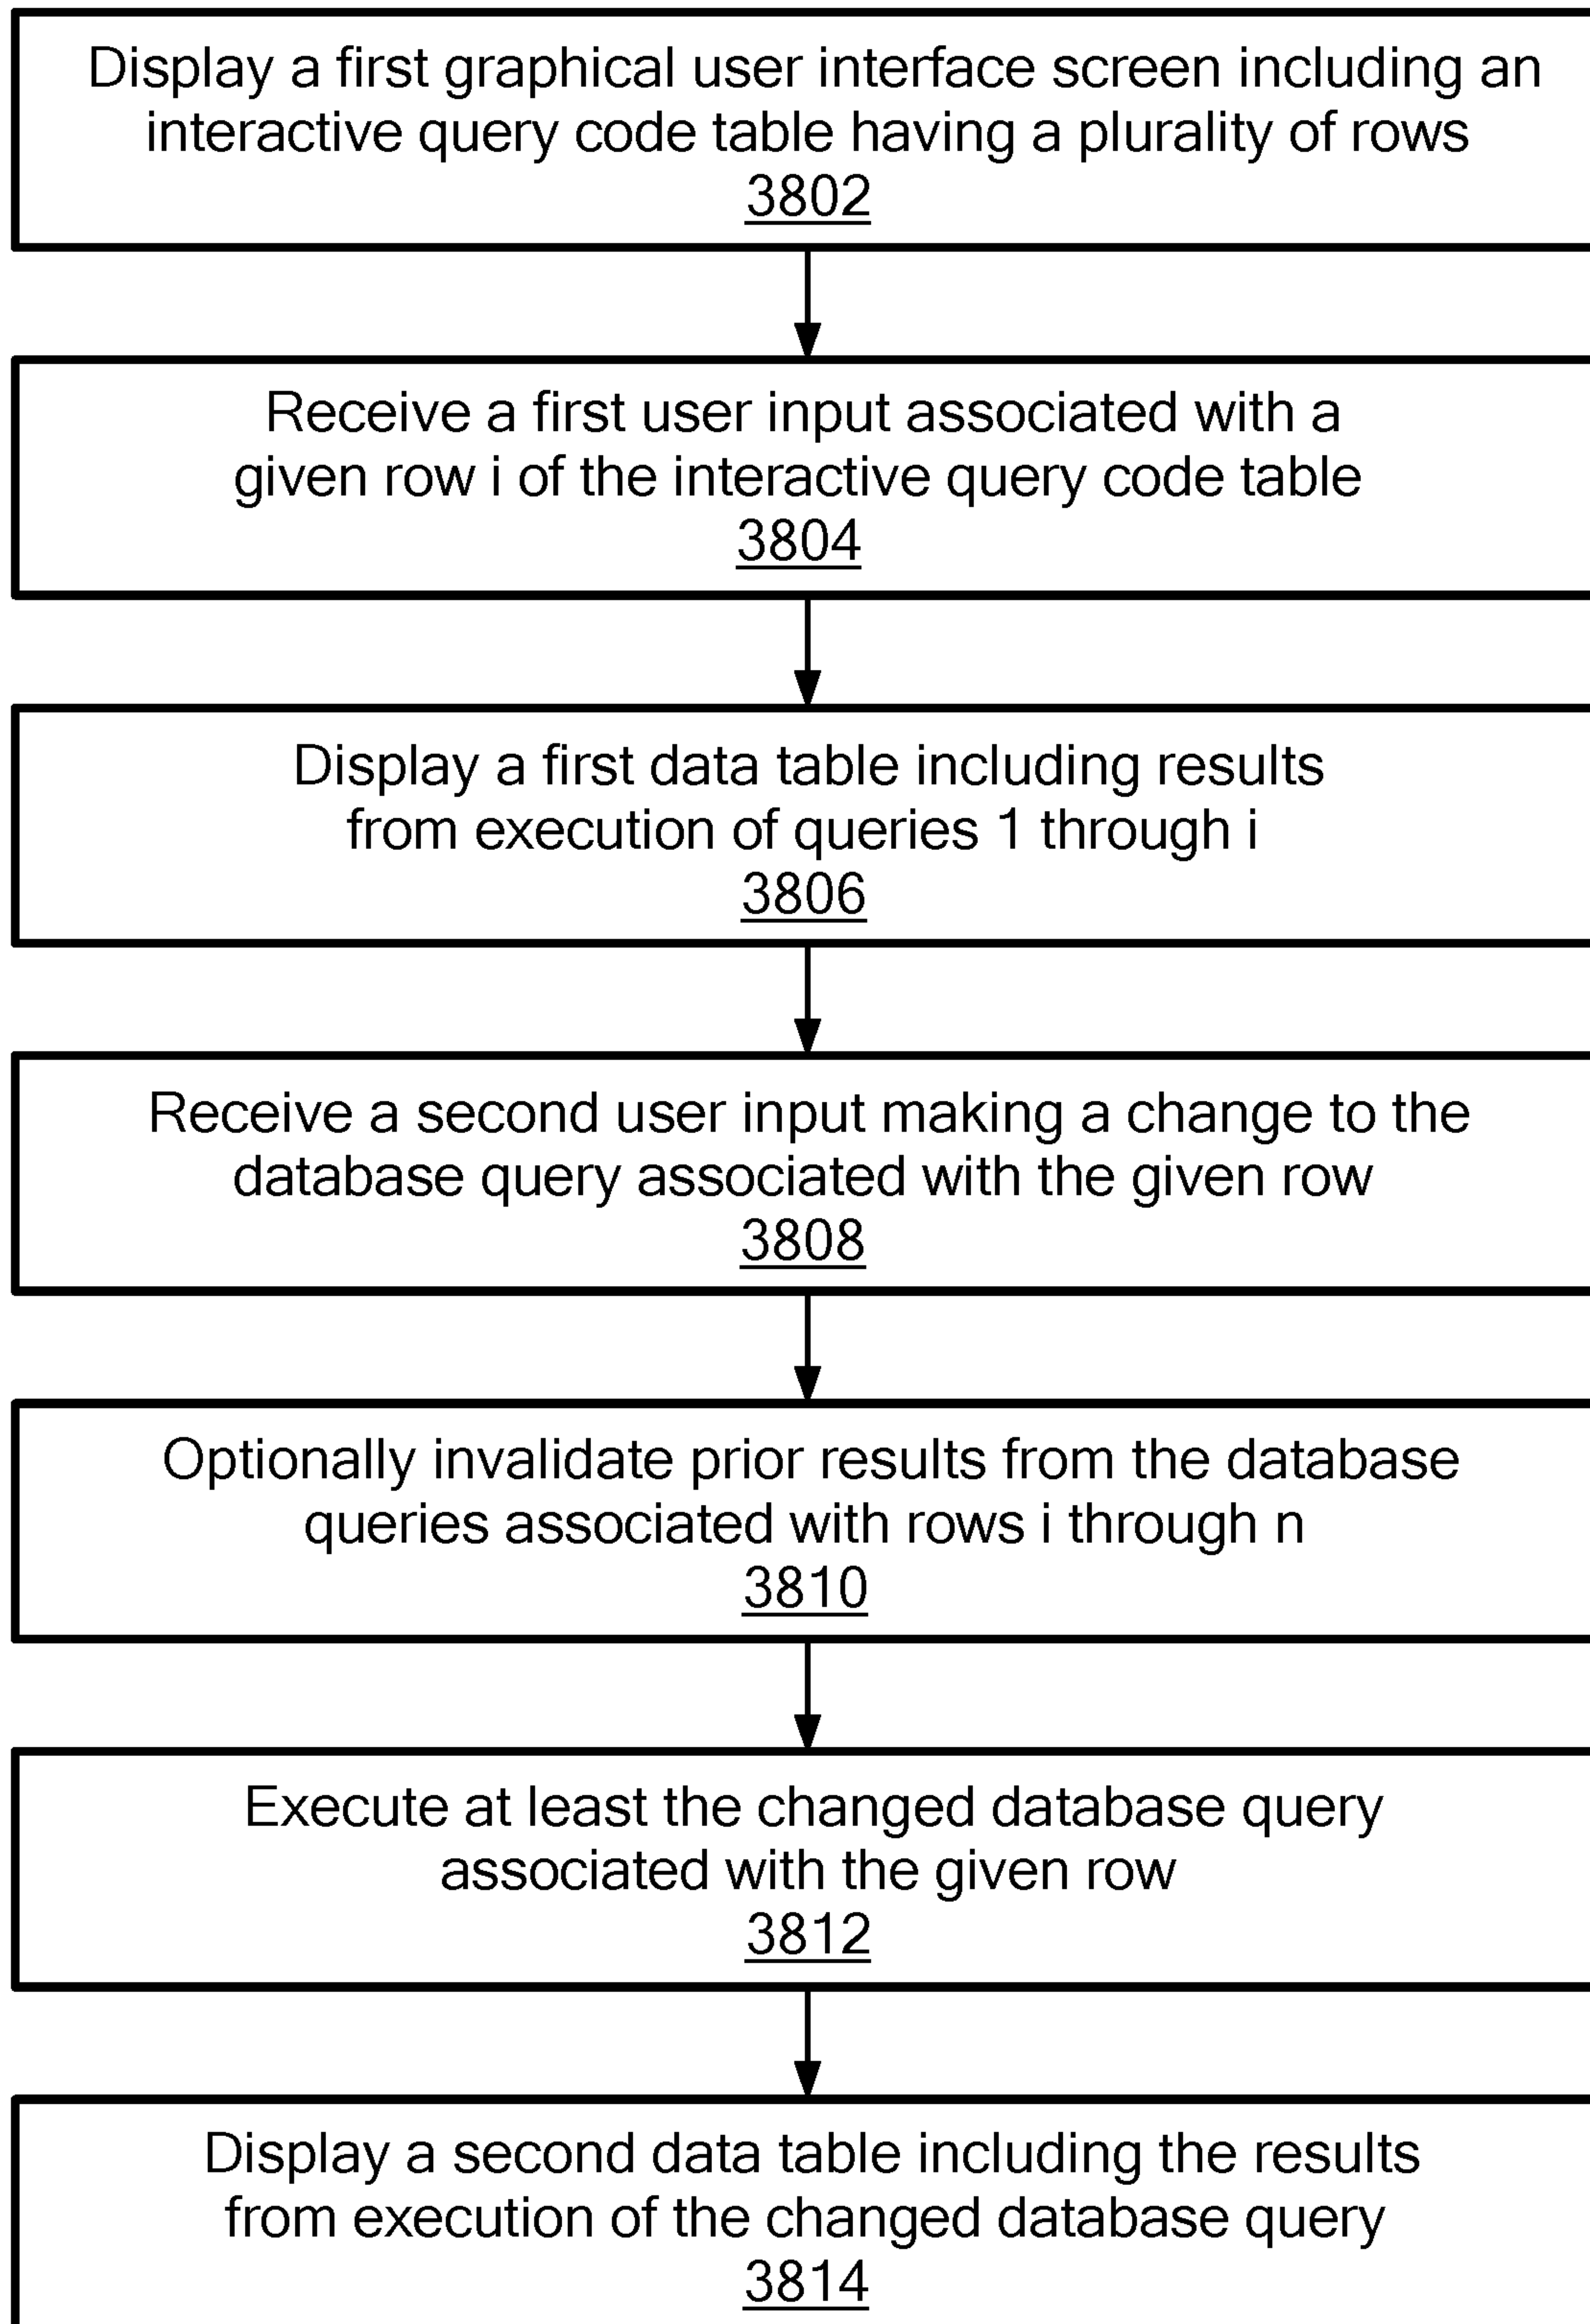 Display a first graphical user interface screen including an
interactive query code table having a plurality of rows
3802
Receive a first user input associated with a
given row i of the interactive query code table
3804
Display a first data table including results
from execution of queries 1 through i
3806
Receive a second user input making a change to the
database query associated with the given row
3808
Optionally invalidate prior results from the database
queries associated with rows i through n
3810
Execute at least the changed database query
associated with the given row
3812
Display a second data table including the results
from execution of the changed database query
3814